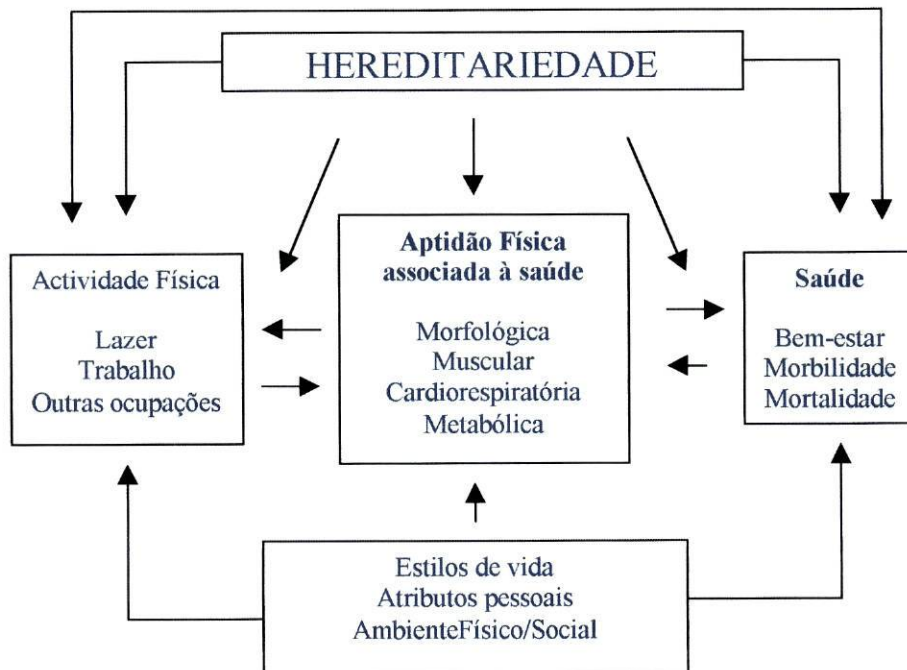 HEREDITARIEDADE
Actividade Física
Lazer
Trabalho
Outras ocupações
Aptidão Física
associada à saúde
Morfológica
Muscular
Cardiorespiratória
Metabólica
Saúde
Bem-estar
Morbilidade
Mortalidade
Estilos de vida
Atributos pessoais
AmbienteFísico/Social